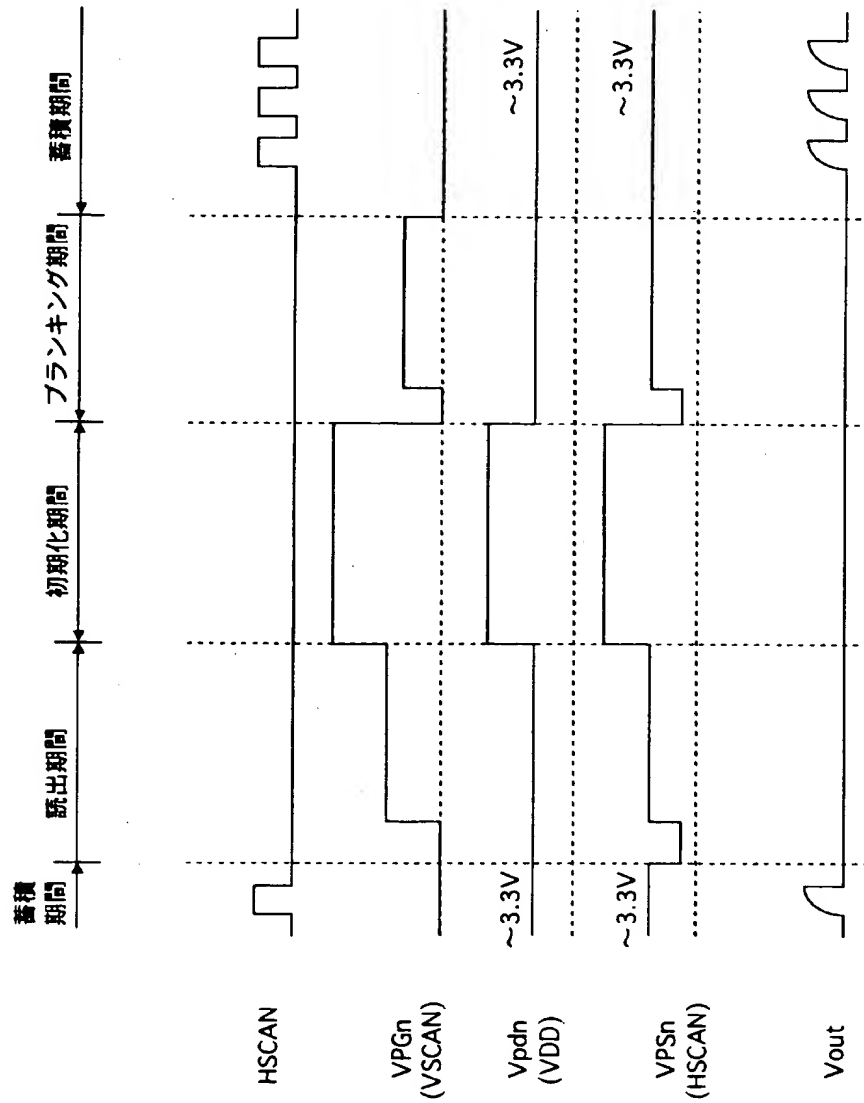 蓄積
期間
読出期間
初期化期間
ブランキング期間
蓄積期間
HSCAN
VPGn
(VSCAN)
Vpdn
(VDD)
~3.3V
~3.3V
VPSn
(HSCAN)
~3.3V
~3.3V
Vout